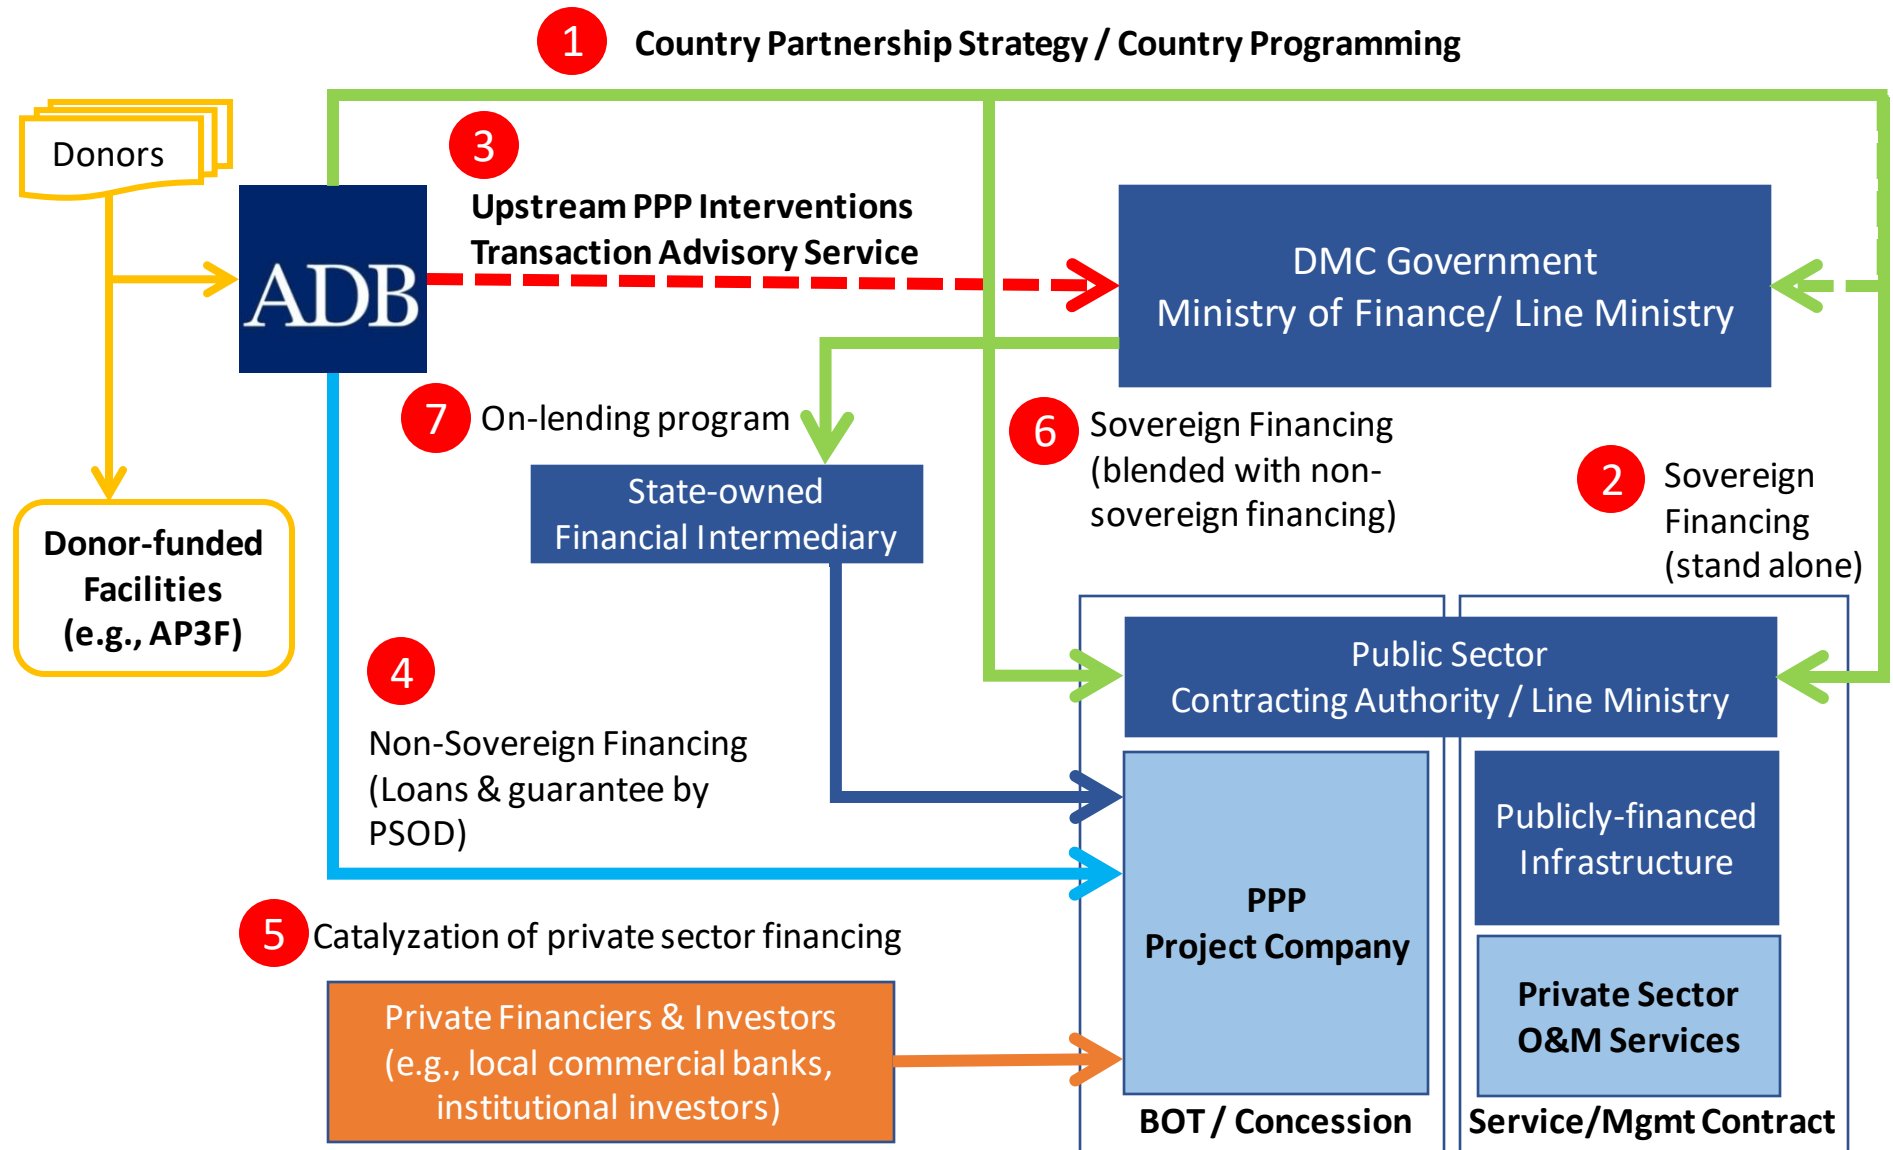 1
Country Partnership Strategy / Country Programming
Donors
3
Upstream PPP Interventions
Transaction Advisory Service
ADB
DMC Government
Ministry of Finance/ Line Ministry
7
On-lending program
6
Sovereign Financing
(blended with non-
sovereign financing)
2
Sovereign
Financing
(stand alone)
State-owned
Financial Intermediary
Donor-funded
Facilities
(e.g., AP3F)
4
Non-Sovereign Financing
(Loans & guarantee by
PSOD)
Public Sector
Contracting Authority / Line Ministry
PPP
Project Company
Publicly-financed
Infrastructure
Private Sector
O&M Services
5
Catalyzation of private sector financing
Private Financiers & Investors
(e.g., local commercial banks,
institutional investors)
BOT / Concession
Service/Mgmt Contract